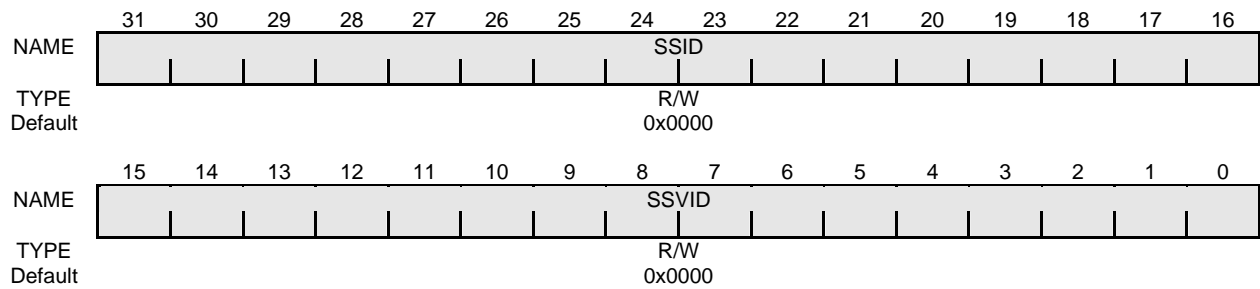 31 30 29 28 27 26 25 24 23 22 21 20 19 18 17 16
NAME SSID
TYPE R/W
Default 0x0000
15 14 13 12 11 10 9 8 7 6 5 4 3 2 1 0
NAME SSVID
TYPE R/W
Default 0x0000